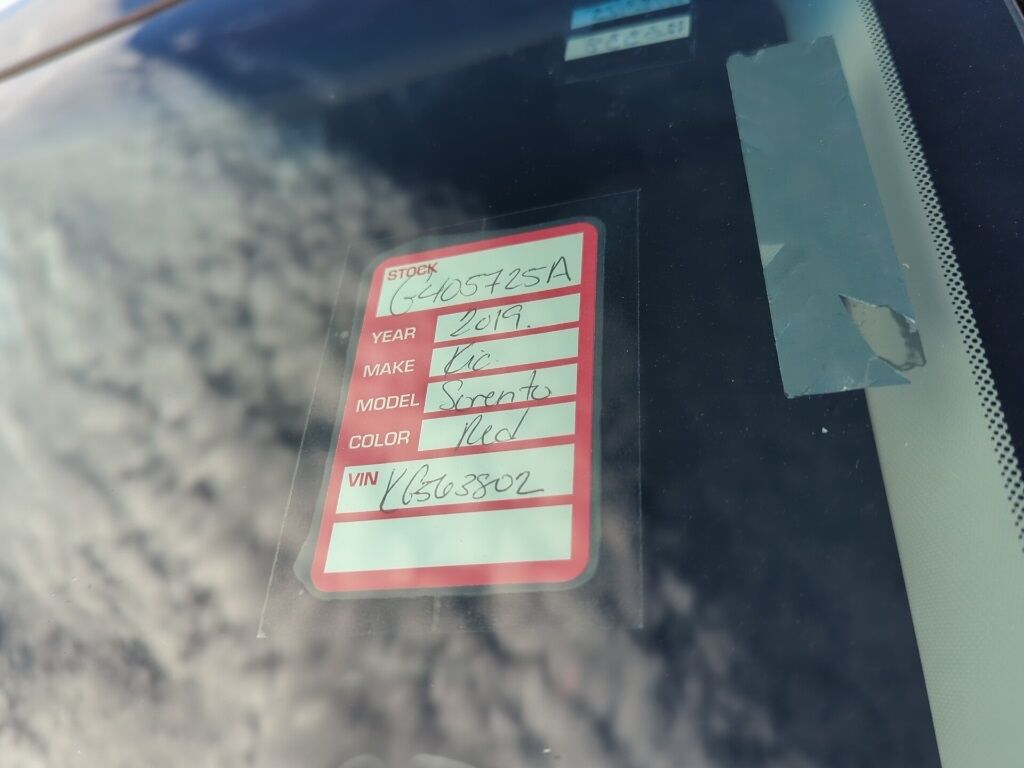 STOCK
G405725A
YEAR 2019.
MAKE Kia
MODEL Sorento
COLOR Red
VIN KG563802